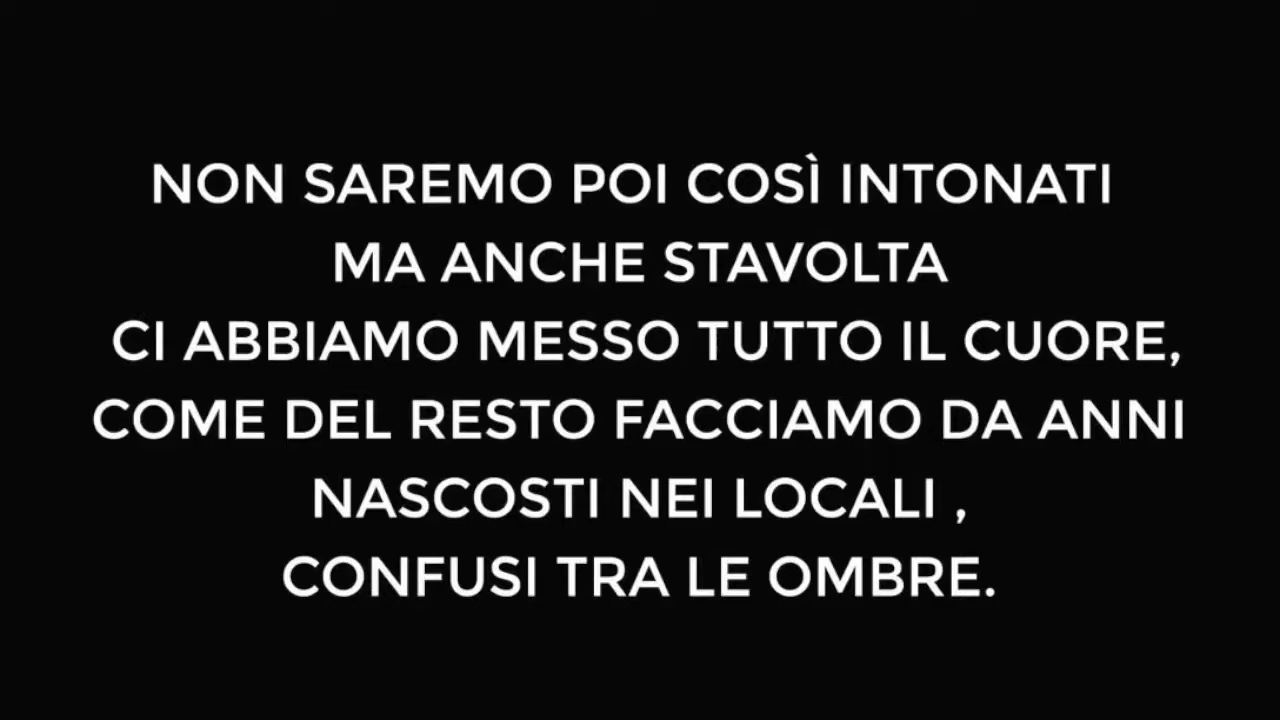 NON SAREMO POI COSÌ INTONATI
MA ANCHE STAVOLTA
CI ABBIAMO MESSO TUTTO IL CUORE,
COME DEL RESTO FACCIAMO DA ANNI
NASCOSTI NEI LOCALI ,
CONFUSI TRA LE OMBRE.